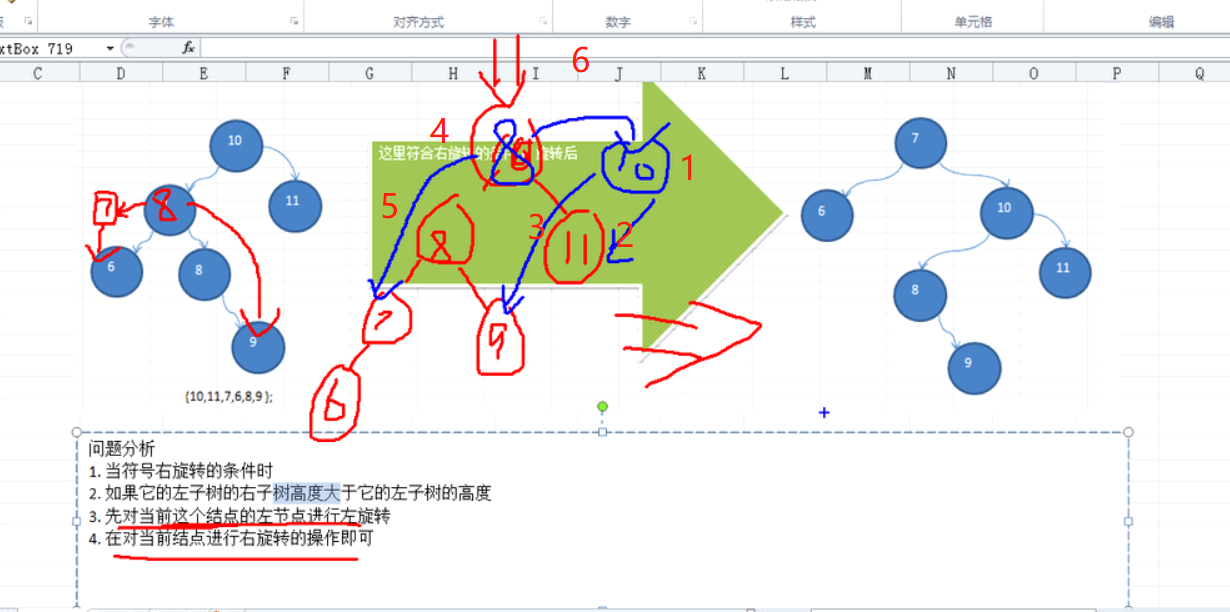 字体
对齐方式
数字
样式
单元格
编辑
xtBox 719
fx
C D E F G H I J K L M N O P Q
6
10
4
8
10
7
这里符合右旋转的
旋转后
1
11
7
8
5
8
3
11
2
6
10
6
8
11
7
9
8
9
9
{10,11,7,6,8,9 };
6
问题分析
1. 当符号右旋转的条件时
2. 如果它的左子树的右子树高度大于它的左子树的高度
3. 先对当前这个结点的左节点进行左旋转
4. 在对当前结点进行右旋转的操作即可